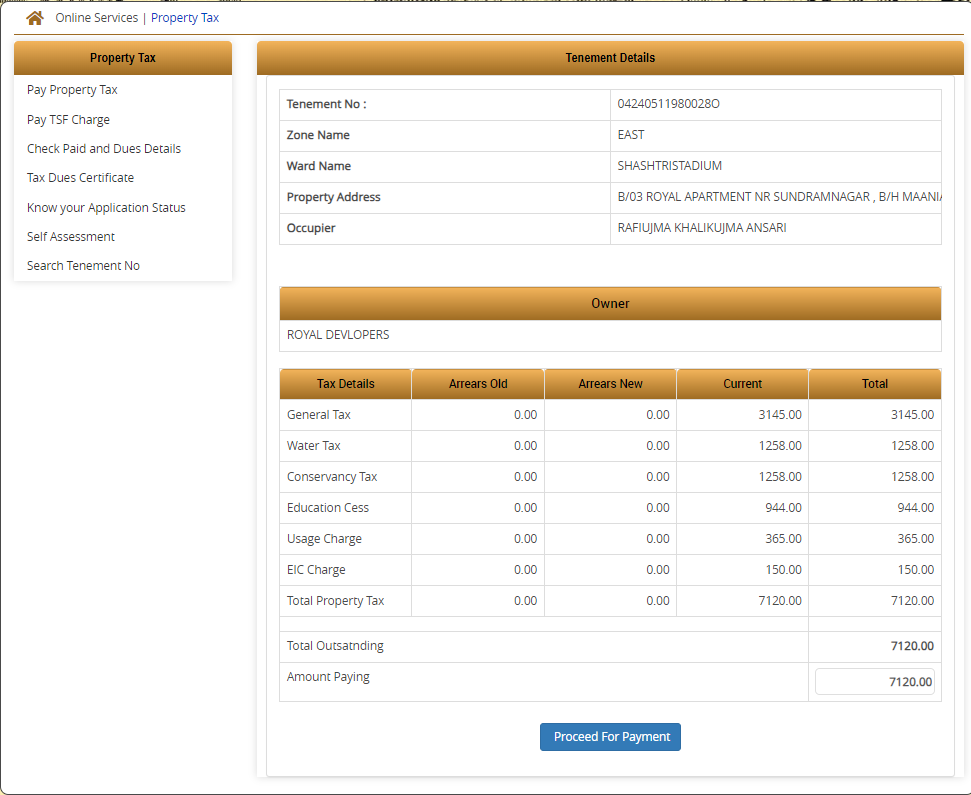 Online Services | Property Tax
Property Tax
Pay Property Tax
Pay TSF Charge
Check Paid and Dues Details
Tax Dues Certificate
Know your Application Status
Self Assessment
Search Tenement No
Tenement Details
Tenement No : 04240511980028O
Zone Name EAST
Ward Name SHASHTRISTADIUM
Property Address B/03 ROYAL APARTMENT NR SUNDRAMNAGAR , B/H MAANI
Occupier RAFIUJMA KHALIKUJMA ANSARI
Owner
ROYAL DEVLOPERS
Tax Details Arrears Old Arrears New Current Total
General Tax 0.00 0.00 3145.00 3145.00
Water Tax 0.00 0.00 1258.00 1258.00
Conservancy Tax 0.00 0.00 1258.00 1258.00
Education Cess 0.00 0.00 944.00 944.00
Usage Charge 0.00 0.00 365.00 365.00
EIC Charge 0.00 0.00 150.00 150.00
Total Property Tax 0.00 0.00 7120.00 7120.00
Total Outsatnding 7120.00
Amount Paying 7120.00
Proceed For Payment